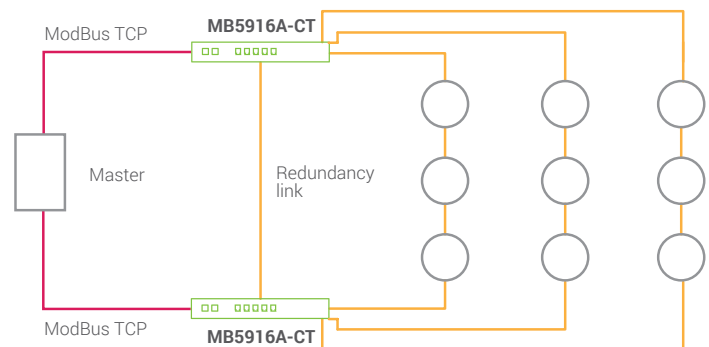 MB5916A-CT
ModBus TCP
Master
Redundancy
link
ModBus TCP
MB5916A-CT